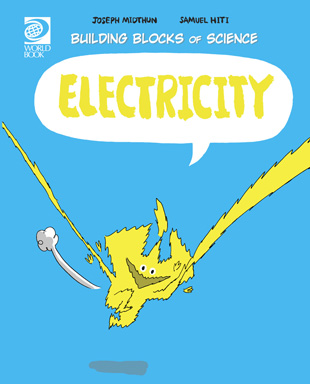 JOSEPH MIDTHUN SAMUEL HITI
WORLD
BOOK
BUILDING BLOCKS OF SCIENCE
ELECTRICITY